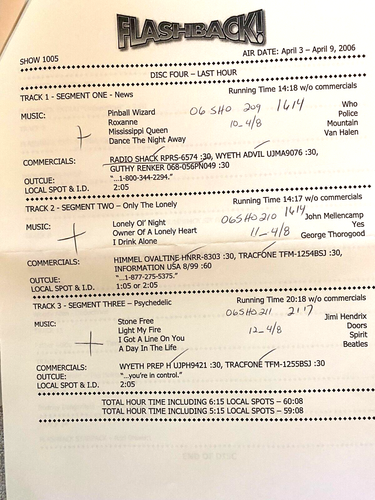 FLASHBACK!
SHOW 1005 AIR DATE: April 3 – April 9, 2006
DISC FOUR – LAST HOUR
TRACK 1 - SEGMENT ONE - News Running Time 14:18 w/o commercials
MUSIC: Pinball Wizard 06 SHO 209 1614 Who
Roxanne 10_4/8 Police
Mississippi Queen Mountain
Dance The Night Away Van Halen
COMMERCIALS: RADIO SHACK RPRS-6574 :30, WYETH ADVIL UJMA9076 :30,
GUTHY RENKER 068-056PN049 :30
OUTCUE: "...1-800-344-2294."
LOCAL SPOT & I.D. 2:05
TRACK 2 - SEGMENT TWO – Only The Lonely Running Time 14:17 w/o commercials
MUSIC: Lonely Ol' Night 06SHO210 1614 John Mellencamp
Owner Of A Lonely Heart 11_4/8 Yes
I Drink Alone George Thorogood
COMMERCIALS: HIMMEL OVALTINE HNRR-8303 :30, TRACFONE TFM-1254BSJ :30,
INFORMATION USA 8/99 :60
OUTCUE: "...1-877-275-5375."
LOCAL SPOT & I.D. 1:05 or 2:05
TRACK 3 - SEGMENT THREE – Psychedelic Running Time 20:18 w/o commercials
MUSIC: Stone Free 06SHO211 2117 Jimi Hendrix
Light My Fire 12_4/8 Doors
I Got A Line On You Spirit
A Day In The Life Beatles
COMMERCIALS: WYETH PREP H UJPH9421 :30, TRACFONE TFM-1255BSJ :30
OUTCUE: "...you're in control."
LOCAL SPOT & I.D. 2:05
TOTAL HOUR TIME INCLUDING 6:15 LOCAL SPOTS – 60:08
TOTAL HOUR TIME INCLUDING 5:15 LOCAL SPOTS – 59:08